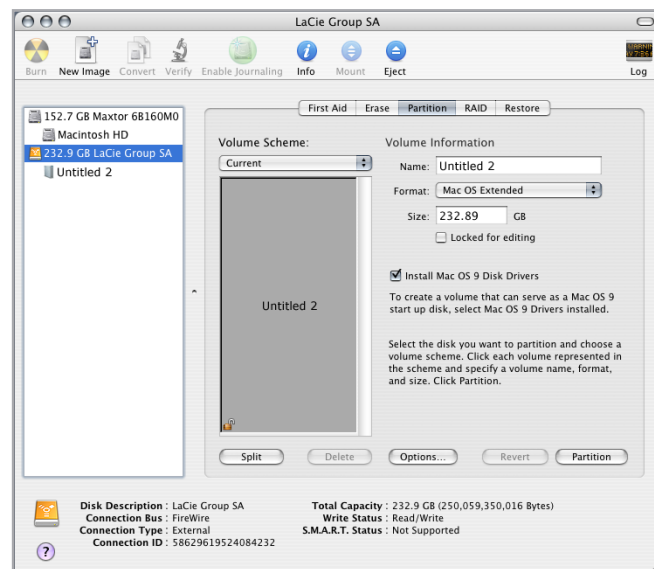 LaCie Group SA
Burn New Image Convert Verify Enable Journaling Info Mount Eject Log
152.7 GB Maxtor 6B160M0
Macintosh HD
232.9 GB LaCie Group SA
Untitled 2
First Aid Erase Partition RAID Restore
Volume Scheme:
Current
Untitled 2
Volume Information
Name: Untitled 2
Format: Mac OS Extended
Size: 232.89 GB
Locked for editing
Install Mac OS 9 Disk Drivers
To create a volume that can serve as a Mac OS 9
start up disk, select Mac OS 9 Drivers installed.
Select the disk you want to partition and choose a
volume scheme. Click each volume represented in
the scheme and specify a volume name, format,
and size. Click Partition.
Split Delete Options... Revert Partition
Disk Description : LaCie Group SA
Connection Bus : FireWire
Connection Type : External
Connection ID : 58629619524084232
Total Capacity : 232.9 GB (250,059,350,016 Bytes)
Write Status : Read/Write
S.M.A.R.T. Status : Not Supported
?